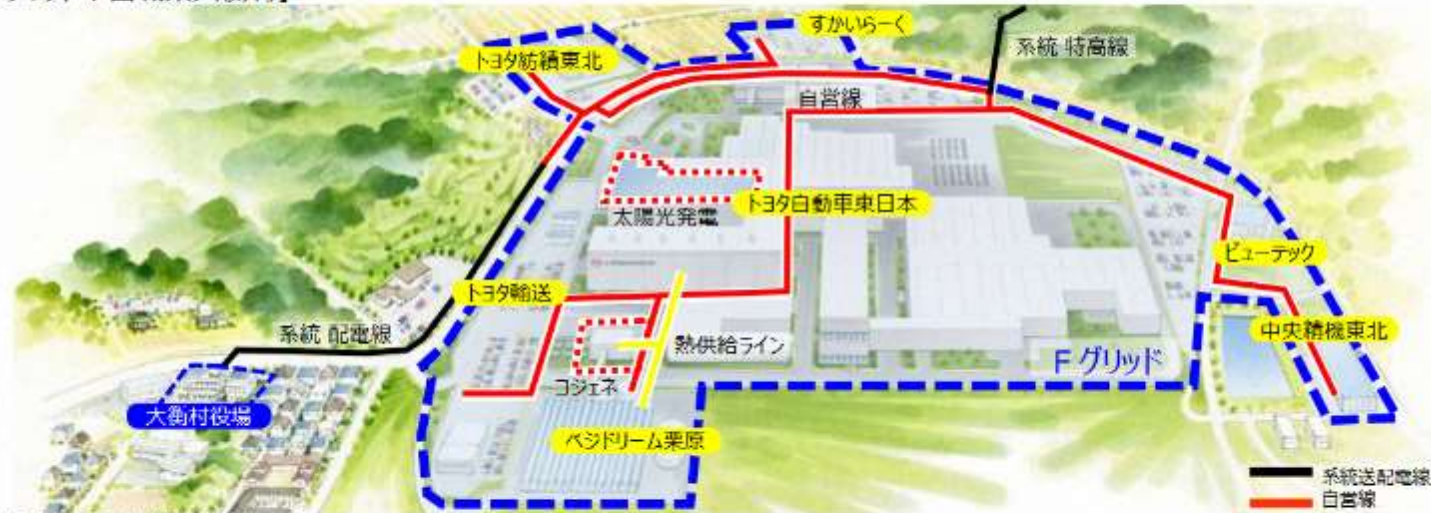 すかいらーく
系統 特高線
トヨタ紡績東北
自営線
太陽光発電
トヨタ自動車東日本
ビューテック
トヨタ輸送
系統 配電線
熱供給ライン
中央精機東北
Fグリッド
コジェネ
大衡村役場
ベジドリーム栗原
系統送配電線
自営線